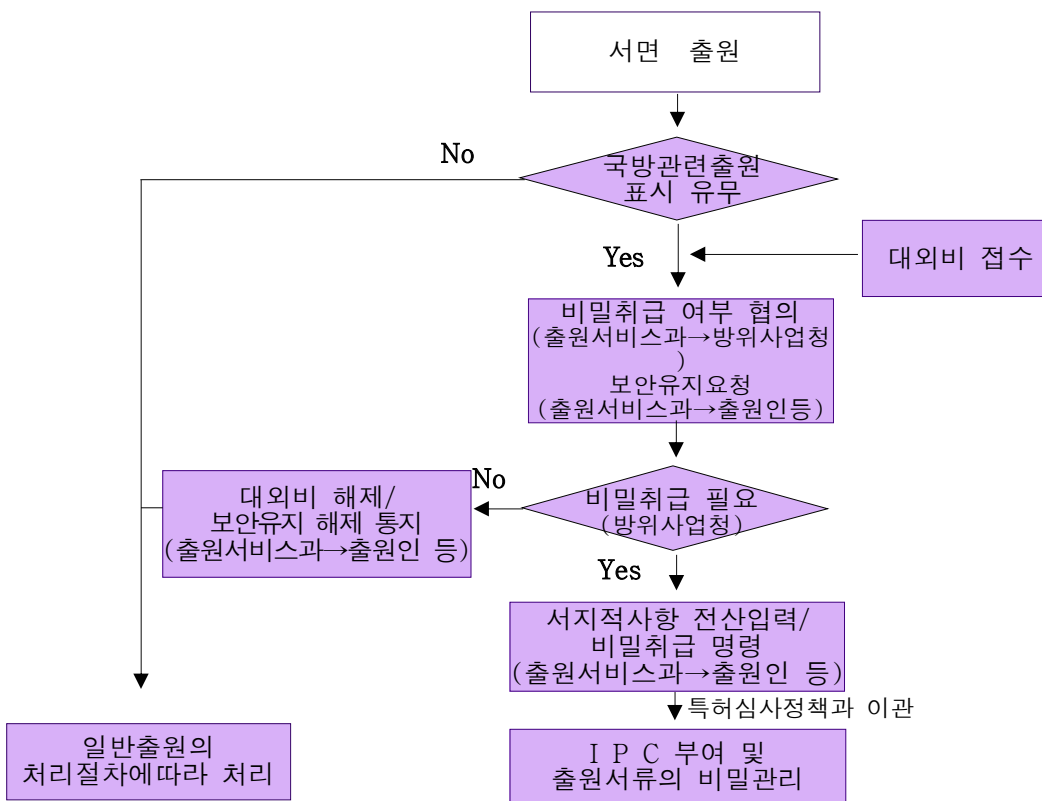 서면 출원
No
국방관련출원
표시 유무
Yes
대외비 접수
비밀취급 여부 협의
(출원서비스과→방위사업청
)
보안유지요청
(출원서비스과→출원인등)
No
대외비 해제/
보안유지 해제 통지
(출원서비스과→출원인 등)
비밀취급 필요
(방위사업청)
Yes
서지적사항 전산입력/
비밀취급 명령
(출원서비스과→출원인 등)
특허심사정책과 이관
일반출원의
처리절차에따라 처리
I P C 부여 및
출원서류의 비밀관리